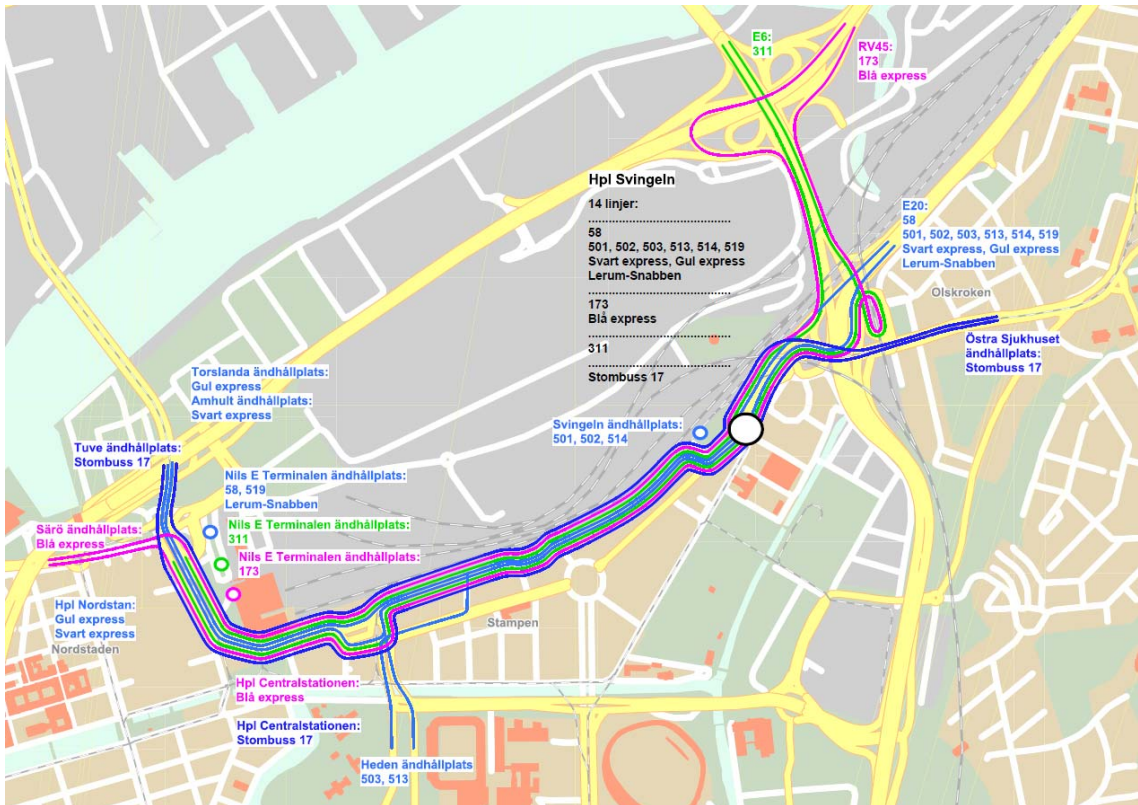 E6:
311
RV45:
173
Blå express
Hpl Svingeln
14 linjer:
58
501, 502, 503, 513, 514, 519
Svart express, Gul express
Lerum-Snabben
173
Blå express
311
Stombuss 17
E20:
58
501, 502, 503, 513, 514, 519
Svart express, Gul express
Lerum-Snabben
Olskroken
Östra Sjukhuset
ändhållplats:
Stombuss 17
Torslanda ändhållplats:
Gul express
Amhult ändhållplats:
Svart express
Svingeln ändhållplats:
501, 502, 514
Tuve ändhållplats:
Stombuss 17
Nils E Terminalen ändhållplats:
58, 519
Lerum-Snabben
Särö ändhållplats:
Blå express
Nils E Terminalen ändhållplats:
311
Nils E Terminalen ändhållplats:
173
Hpl Nordstan:
Gul express
Svart express
Nordstaden
Stampen
Hpl Centralstationen:
Blå express
Hpl Centralstationen:
Stombuss 17
Heden ändhållplats
503, 513